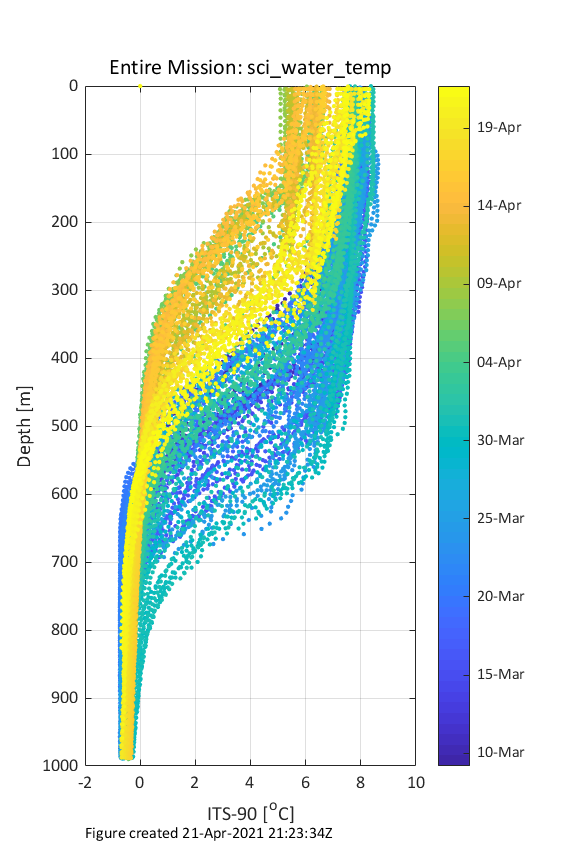 Entire Mission: sci_water_temp
0
100
200
300
400
500
600
700
800
900
1000
Depth [m]
-2 0 2 4 6 8 10
ITS-90 [°C]
Figure created 21-Apr-2021 21:23:34Z
19-Apr
14-Apr
09-Apr
04-Apr
30-Mar
25-Mar
20-Mar
15-Mar
10-Mar